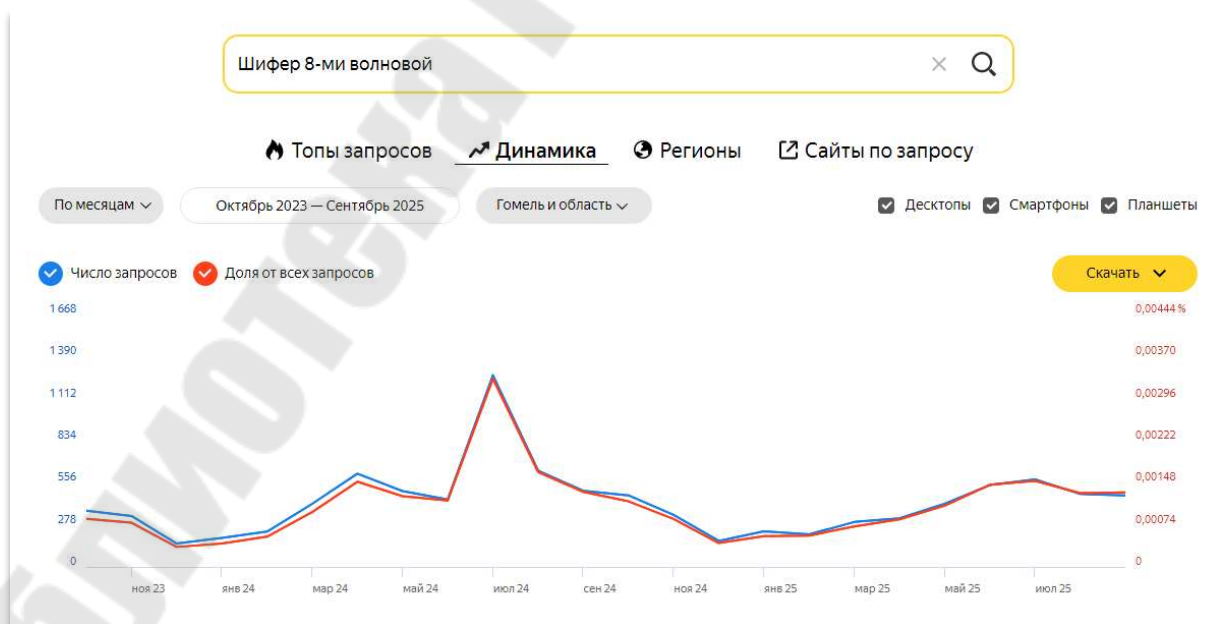 Шифер 8-ми волновой
Топы запросов Динамика Регионы Сайты по запросу
По месяцам Октябрь 2023 — Сентябрь 2025 Гомель и область Десктопы Смартфоны Планшеты
Число запросов Доля от всех запросов Скачать
1 668 0,00444 %
1 390 0,00370
1 112 0,00296
834 0,00222
556 0,00148
278 0,00074
0 0
ноя 23 янв 24 мар 24 май 24 июл 24 сен 24 ноя 24 янв 25 мар 25 май 25 июл 25